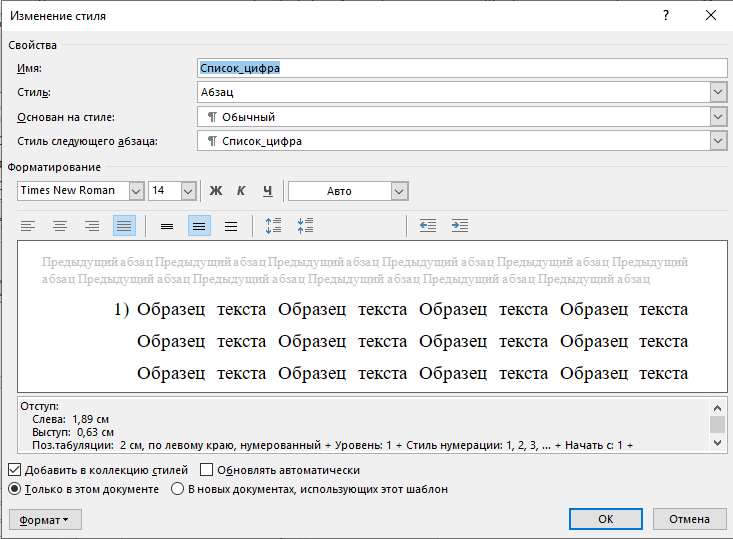 Изменение стиля ? ×
Свойства
Имя: Список_цифра
Стиль: Абзац
Основан на стиле: ¶ Обычный
Стиль следующего абзаца: ¶ Список_цифра
Форматирование
Times New Roman 14 Ж К Ч Авто
Предыдущий абзац Предыдущий абзац Предыдущий абзац Предыдущий абзац Предыдущий абзац Предыдущий
абзац Предыдущий абзац Предыдущий абзац Предыдущий абзац Предыдущий абзац Предыдущий абзац
1) Образец текста Образец текста Образец текста Образец текста
Образец текста Образец текста Образец текста Образец текста
Образец текста Образец текста Образец текста Образец текста
Отступ:
Слева: 1,89 см
Выступ: 0,63 см
Поз.табуляции: 2 см, по левому краю, нумерованный + Уровень: 1 + Стиль нумерации: 1, 2, 3, ... + Начать с: 1 +
Добавить в коллекцию стилей Обновлять автоматически
Только в этом документе В новых документах, использующих этот шаблон
Формат ОК Отмена